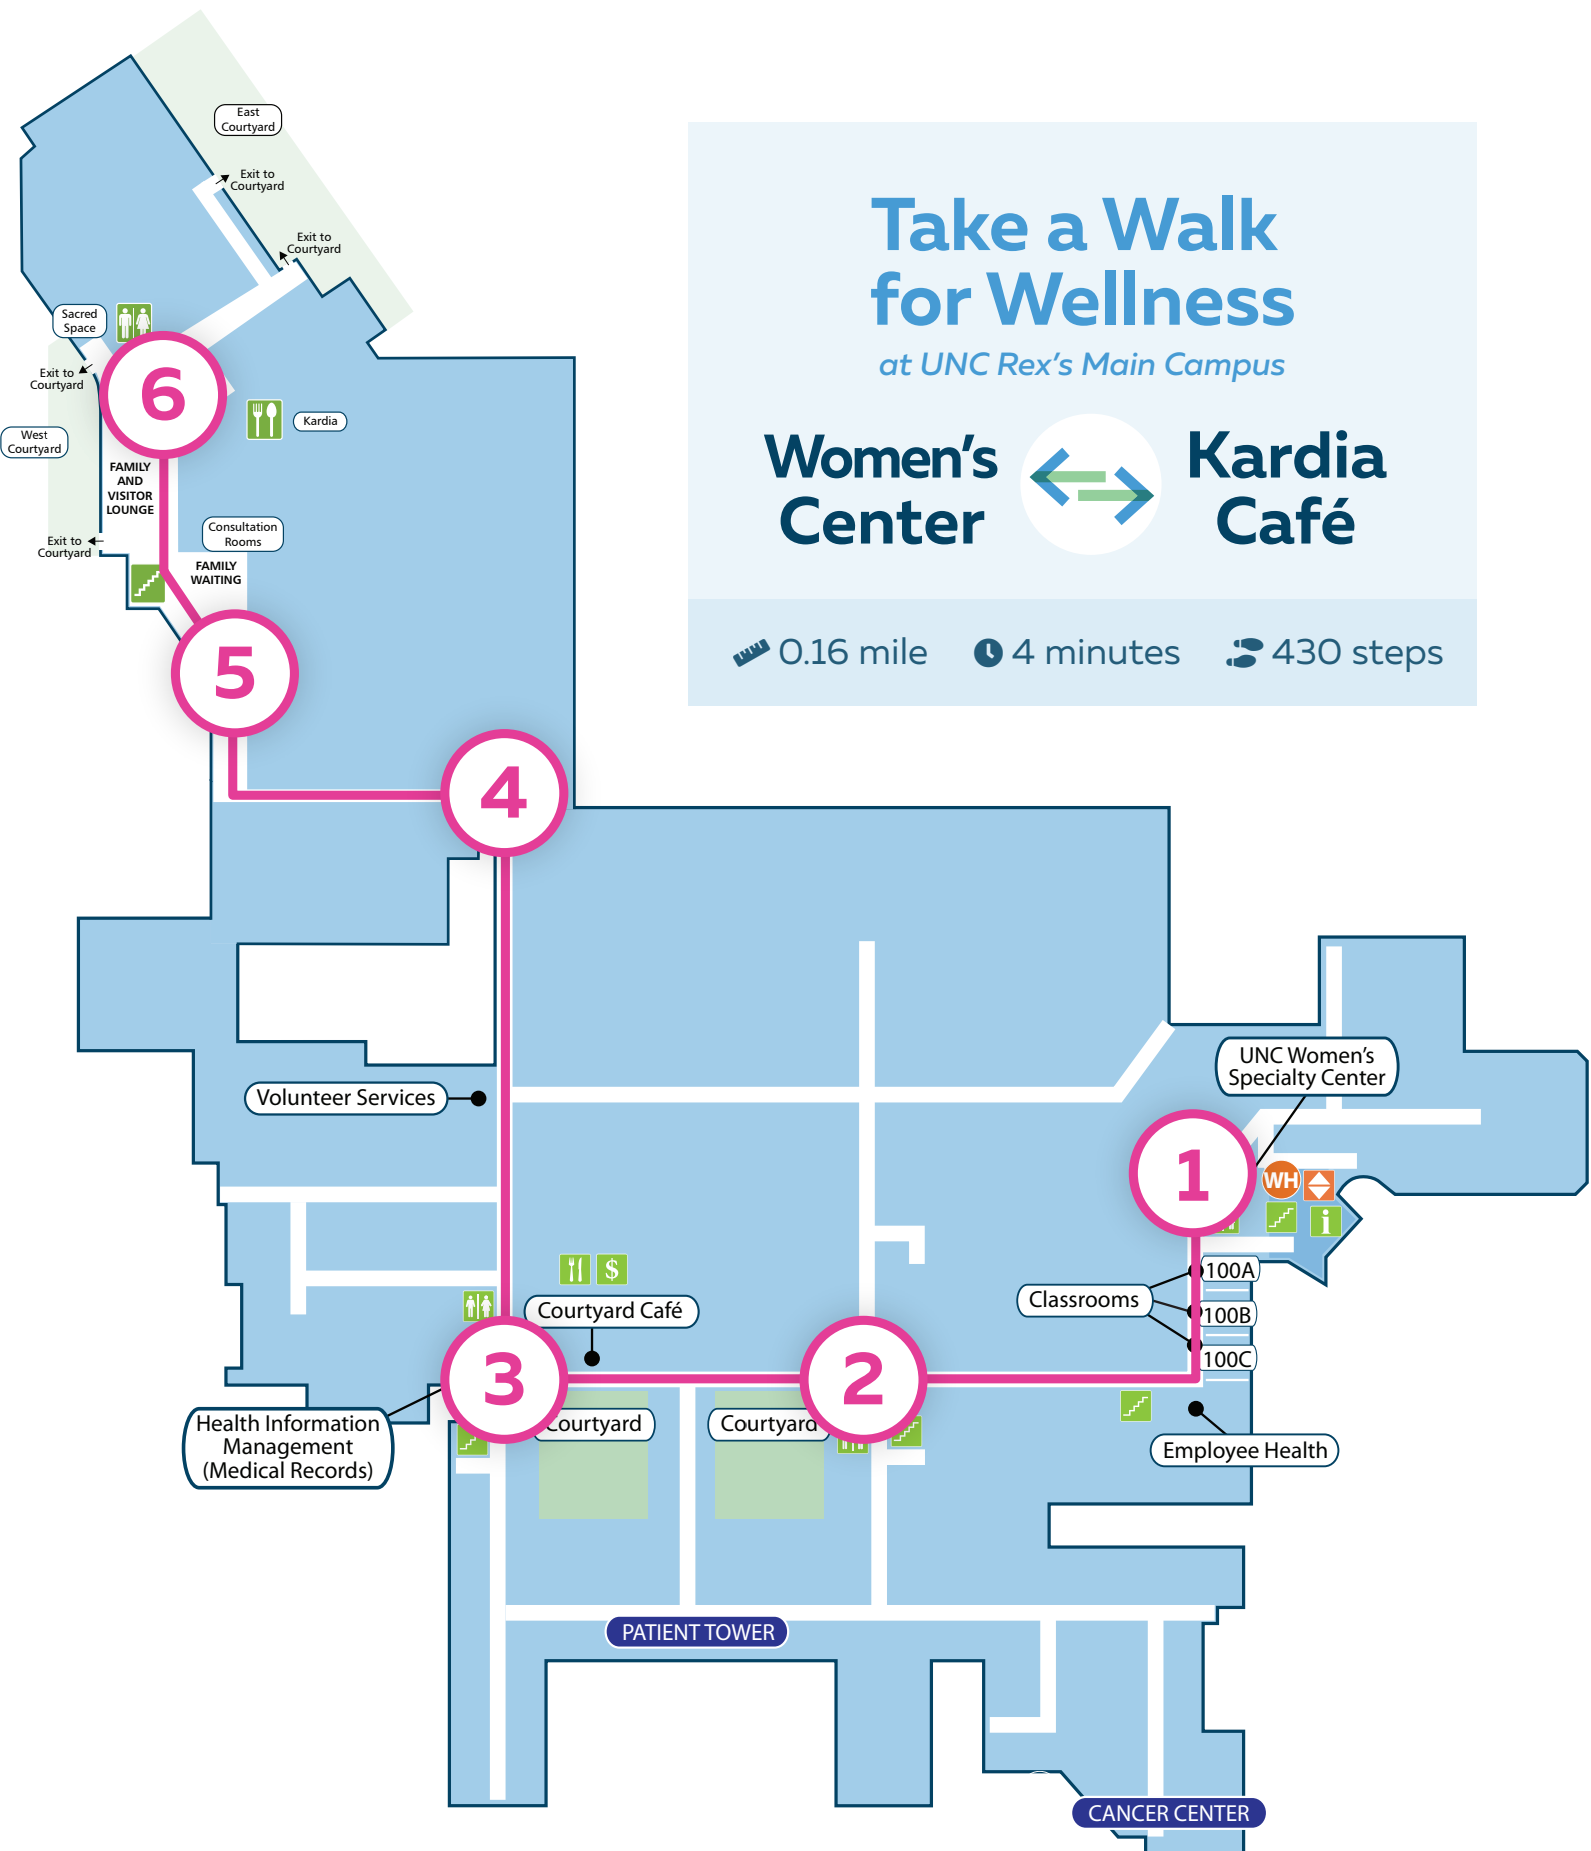 East
Courtyard
Exit to
Courtyard
Exit to
Courtyard
Take a Walk
for Wellness
at UNC Rex's Main Campus
Women's
Center
Kardia
Café
0.16 mile
4 minutes
430 steps
Sacred
Space
Exit to
Courtyard
6
Kardia
West
Courtyard
FAMILY
AND
VISITOR
LOUNGE
Consultation
Rooms
Exit to
Courtyard
FAMILY
WAITING
5
4
UNC Women's
Specialty Center
Volunteer Services
1
WH
i
100A
Classrooms
100B
100C
$
Courtyard Café
3
2
Health Information
Management
(Medical Records)
Courtyard
Courtyard
Employee Health
PATIENT TOWER
CANCER CENTER